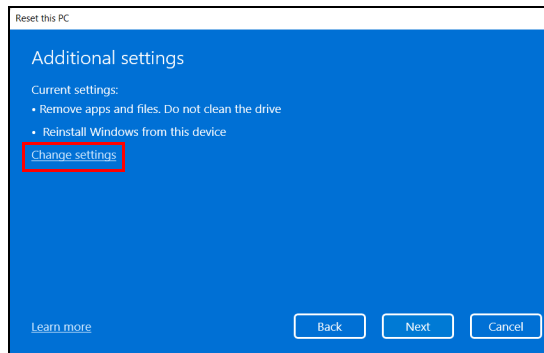 Reset this PC
Additional settings
Current settings:
• Remove apps and files. Do not clean the drive
• Reinstall Windows from this device
Change settings
Learn more
Back
Next
Cancel